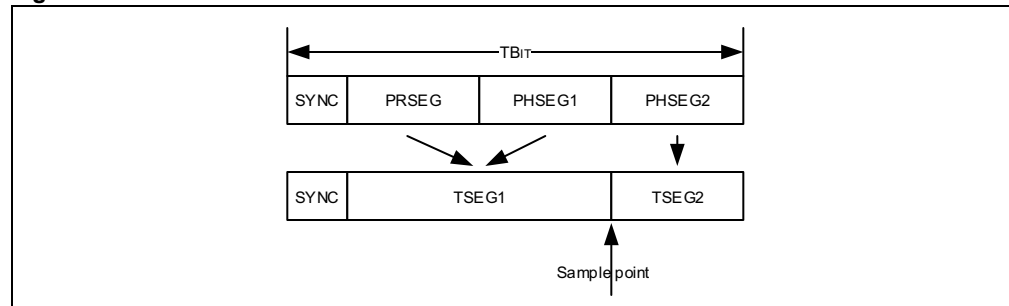 TBIT
SYNC PRSEG PHSEG1 PHSEG2
SYNC TSEG1 TSEG2
Sample point